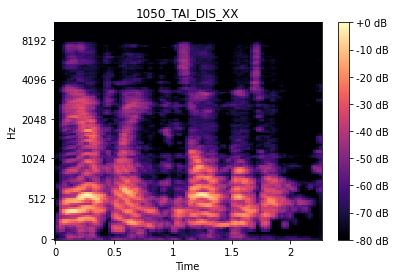 1050_TAI_DIS_XX
Hz
8192
4096
2048
1024
512
0
0
0.5
1
1.5
2
Time
+0 dB
-10 dB
-20 dB
-30 dB
-40 dB
-50 dB
-60 dB
-70 dB
-80 dB